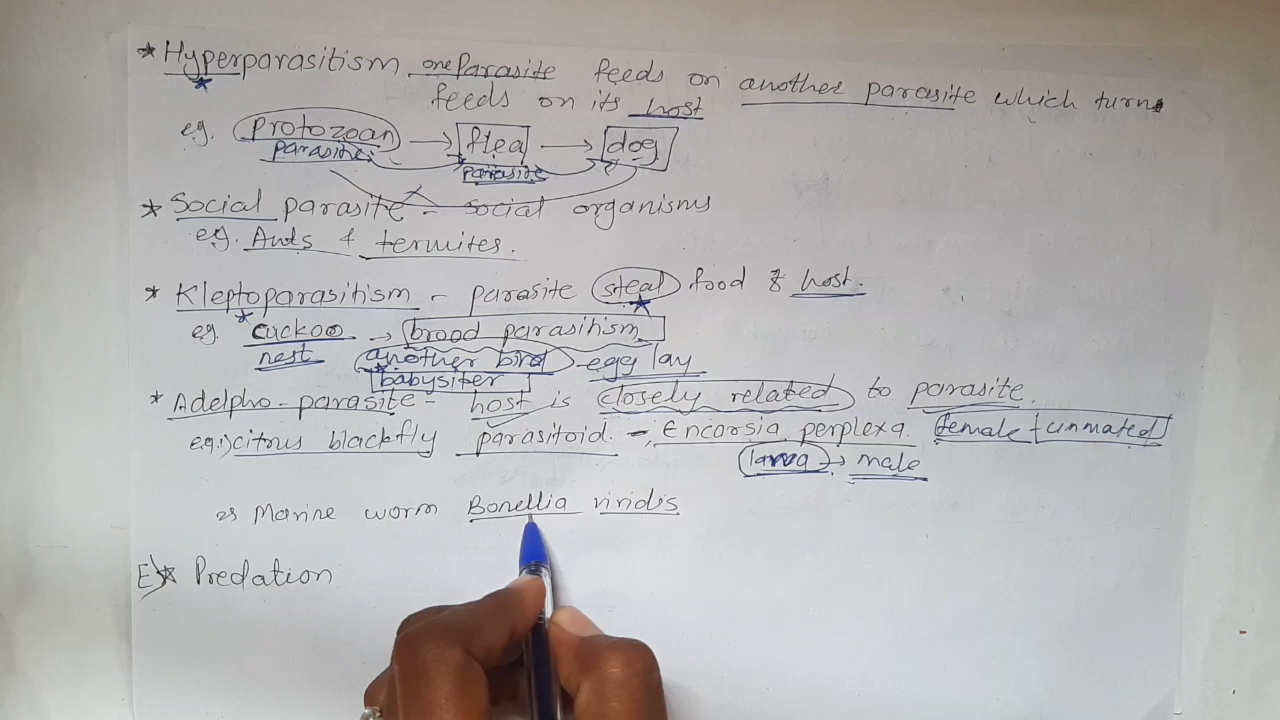 * Hyperparasitism one Parasite feeds on another parasite which turns
feeds on its host
eg. protozoan → flea → dog
parasite parasite
* Social parasite - social organisms
eg. Ants & termites.
* Kleptoparasitism - parasite steal food & host.
eg. cuckoo → brood parasitism
nest another bird egg lay
babysiter
* Adelpho-parasite - host is closely related to parasite.
eg:1) citrus blackfly parasitoid - Encarsia perplexa. female unmated
larva → male
2) Marine worm Bonellia viridis
E) * Predation